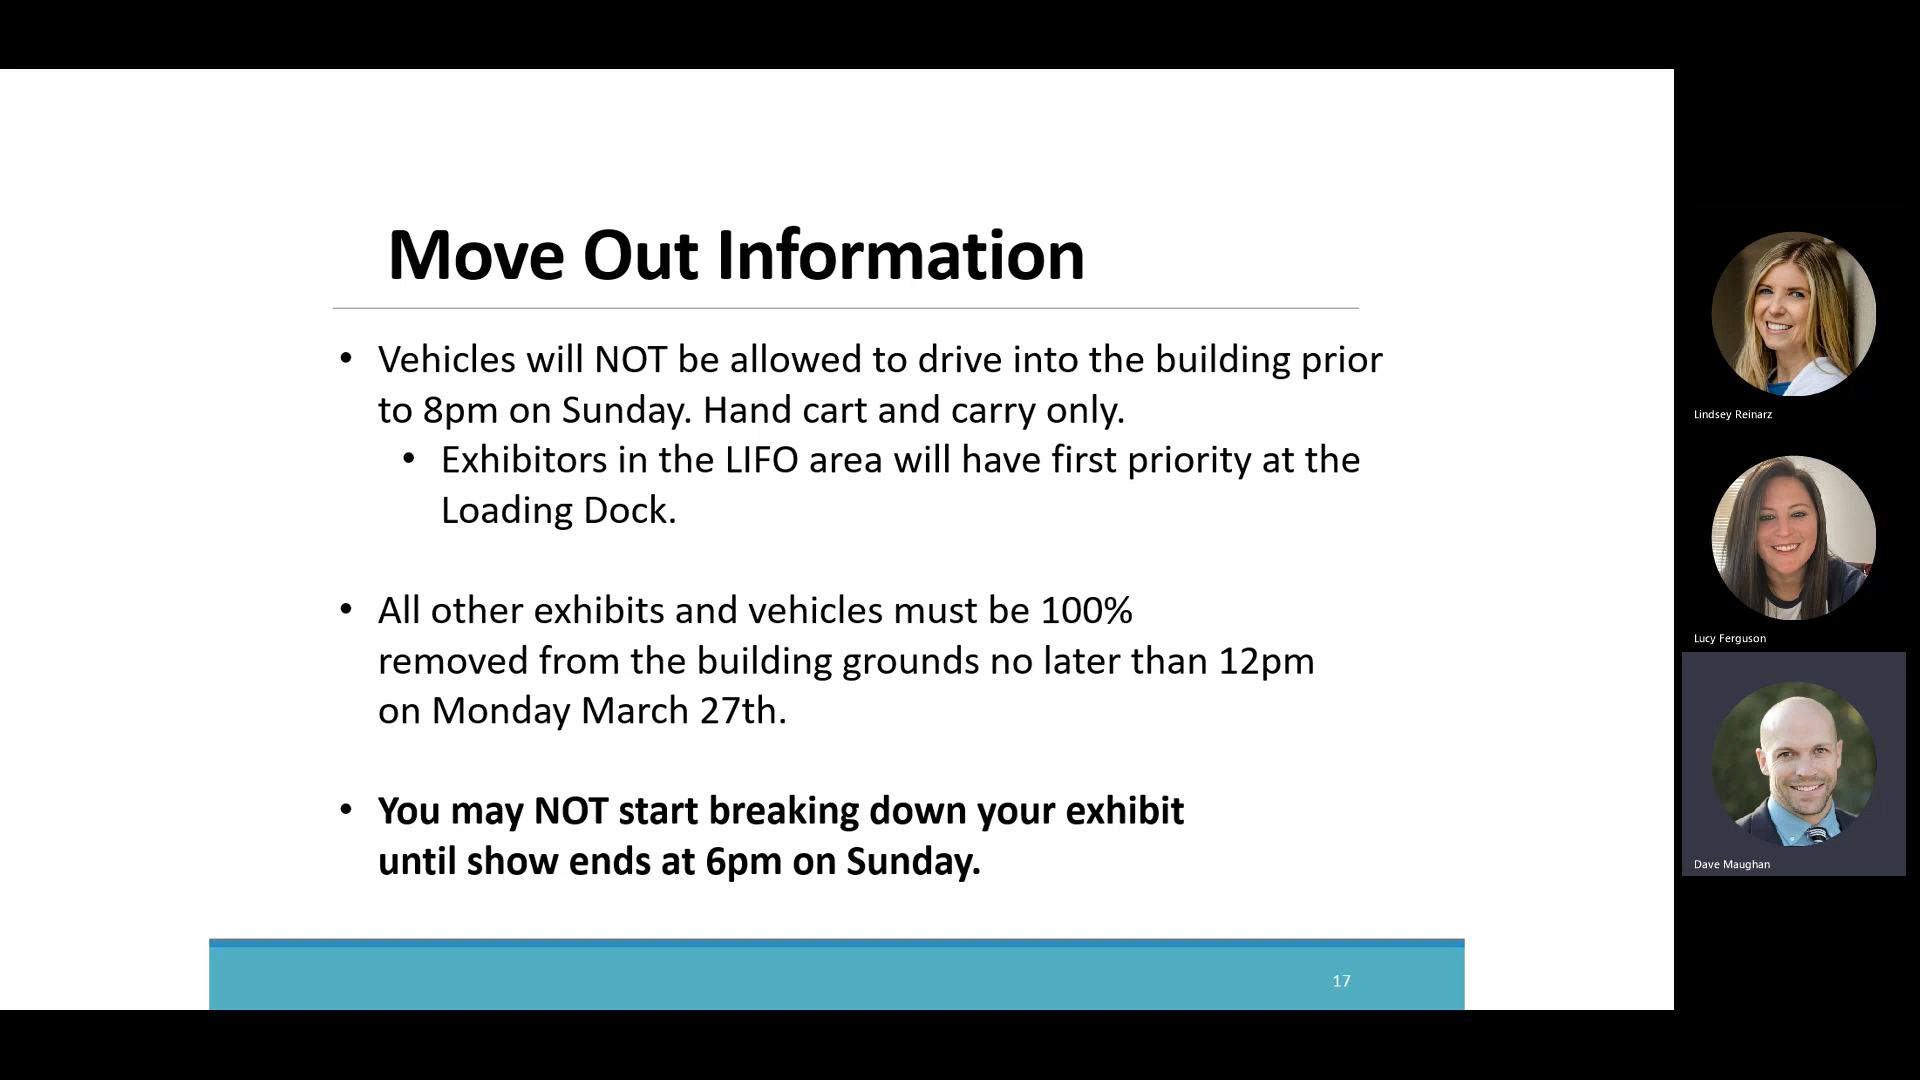 Move Out Information
• Vehicles will NOT be allowed to drive into the building prior
to 8pm on Sunday. Hand cart and carry only.
• Exhibitors in the LIFO area will have first priority at the
Loading Dock.
• All other exhibits and vehicles must be 100%
removed from the building grounds no later than 12pm
on Monday March 27th.
• You may NOT start breaking down your exhibit
until show ends at 6pm on Sunday.
17
Lindsey Reinarz
Lucy Ferguson
Dave Maughan